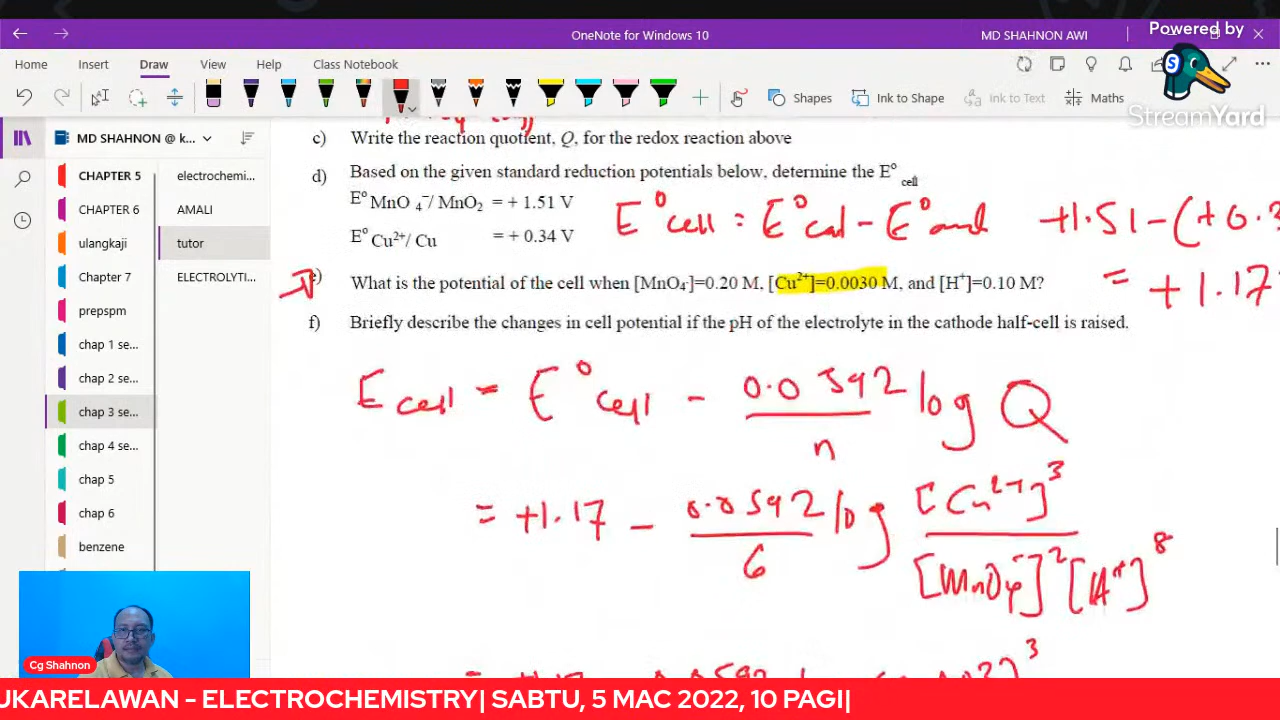 OneNote for Windows 10
MD SHAHNON AWI
Powered by
StreamYard
Home Insert Draw View Help Class Notebook
Shapes Ink to Shape Ink to Text Maths
MD SHAHNON @ k...
CHAPTER 5
CHAPTER 6
ulangkaji
Chapter 7
prepspm
chap 1 se...
chap 2 se...
chap 3 se...
chap 4 se...
chap 5
chap 6
benzene
electrochemi...
AMALI
tutor
ELECTROLYTI...
c) Write the reaction quotient, Q, for the redox reaction above
d) Based on the given standard reduction potentials below, determine the E° cell
E° MnO4⁻/ MnO2 = + 1.51 V
E° Cu²⁺/ Cu = + 0.34 V
E°cell = E°cat - E°and +1.51 - (+0.3
= +1.17
e) What is the potential of the cell when [MnO4-]=0.20 M, [Cu²⁺]=0.0030 M, and [H⁺]=0.10 M?
f) Briefly describe the changes in cell potential if the pH of the electrolyte in the cathode half-cell is raised.
E cell = E° cell - 0.0592/n log Q
= +1.17 - 0.0592/6 log [Cu²⁺]³/[MnO4⁻]²[H⁺]⁸
Cg Shahnon
UKARELAWAN - ELECTROCHEMISTRY| SABTU, 5 MAC 2022, 10 PAGI|